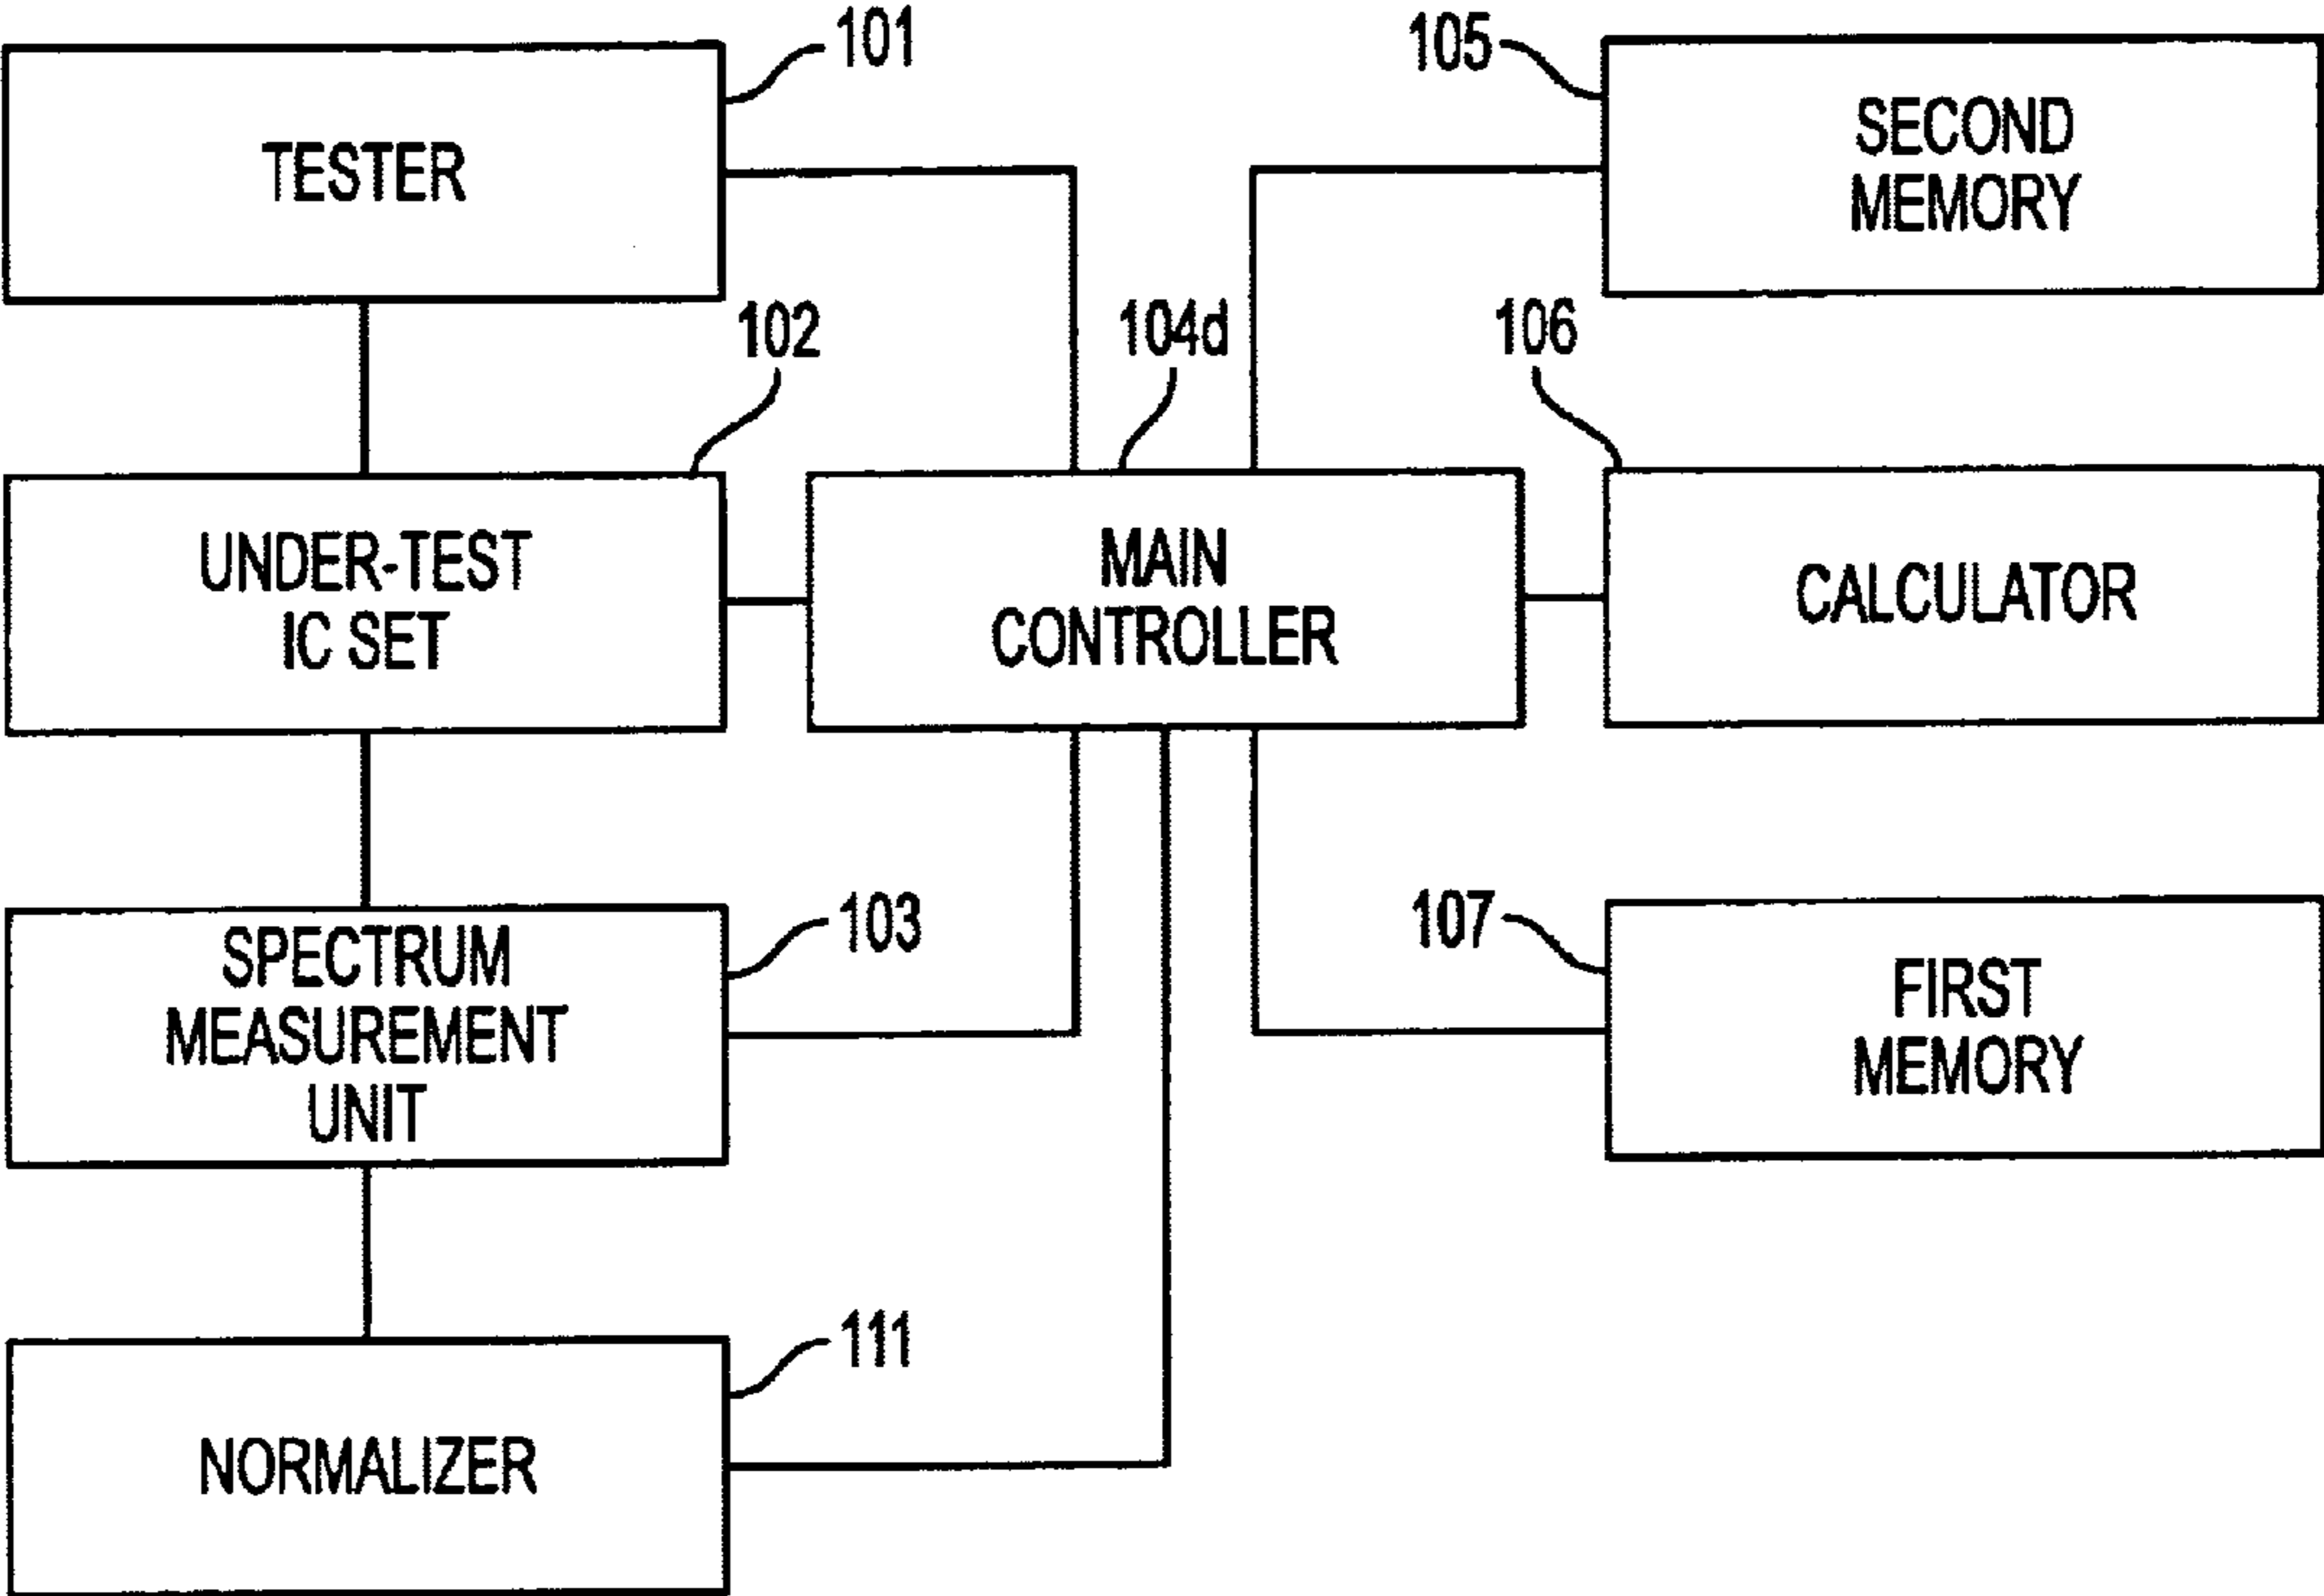 101
TESTER
105
SECOND
MEMORY
102
UNDER-TEST
IC SET
104d
MAIN
CONTROLLER
106
CALCULATOR
103
SPECTRUM
MEASUREMENT
UNIT
107
FIRST
MEMORY
111
NORMALIZER